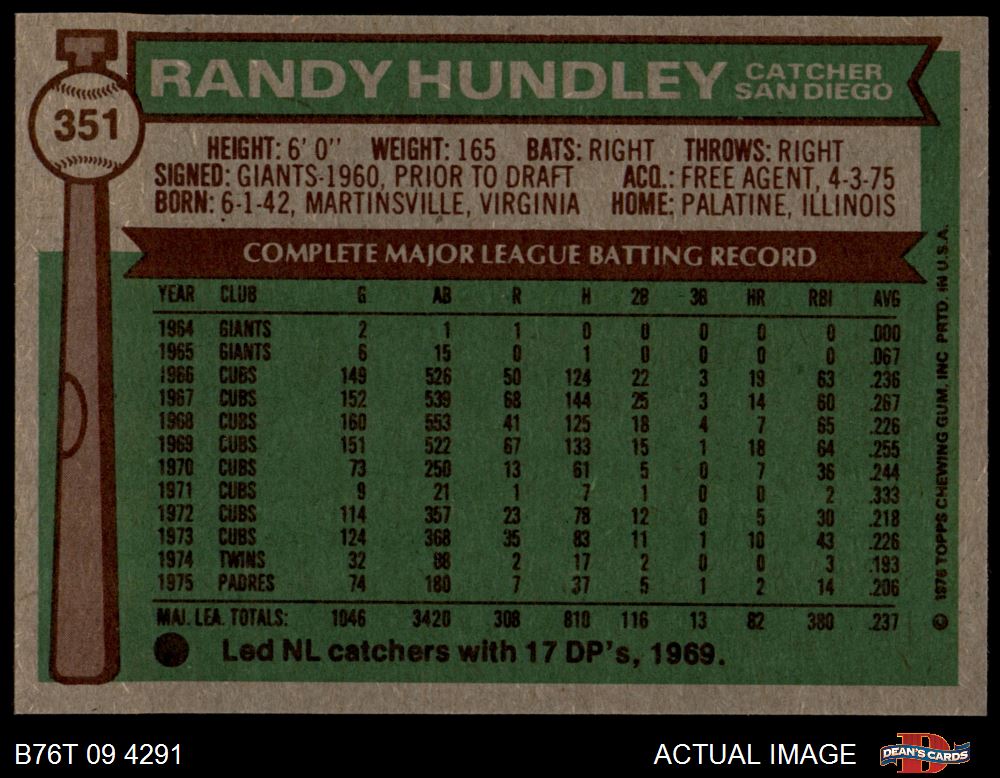 T
RANDY HUNDLEY CATCHER SAN DIEGO
351
HEIGHT: 6' 0" WEIGHT: 165 BATS: RIGHT THROWS: RIGHT
SIGNED: GIANTS-1960, PRIOR TO DRAFT ACQ.: FREE AGENT, 4-3-75
BORN: 6-1-42, MARTINSVILLE, VIRGINIA HOME: PALATINE, ILLINOIS
COMPLETE MAJOR LEAGUE BATTING RECORD
YEAR CLUB G AB R H 2B 3B HR RBI AVG
1964 GIANTS 2 1 1 0 0 0 0 0 .000
1965 GIANTS 6 15 0 1 0 0 0 0 .067
1966 CUBS 149 526 50 124 22 3 19 63 .236
1967 CUBS 152 539 68 144 25 3 14 60 .267
1968 CUBS 160 553 41 125 18 4 7 65 .226
1969 CUBS 151 522 67 133 15 1 18 64 .255
1970 CUBS 73 250 13 61 5 0 7 36 .244
1971 CUBS 9 21 1 7 1 0 0 2 .333
1972 CUBS 114 357 23 78 12 0 5 30 .218
1973 CUBS 124 368 35 83 11 1 10 43 .226
1974 TWINS 32 88 2 17 2 0 0 3 .193
1975 PADRES 74 180 7 37 5 1 2 14 .206
MAJ. LEA. TOTALS: 1046 3420 308 810 116 13 82 380 .237
Led NL catchers with 17 DP's, 1969.
© 1976 TOPPS CHEWING GUM, INC PRTD. IN U.S.A.
B76T 09 4291
ACTUAL IMAGE
D
DEAN'S CARDS